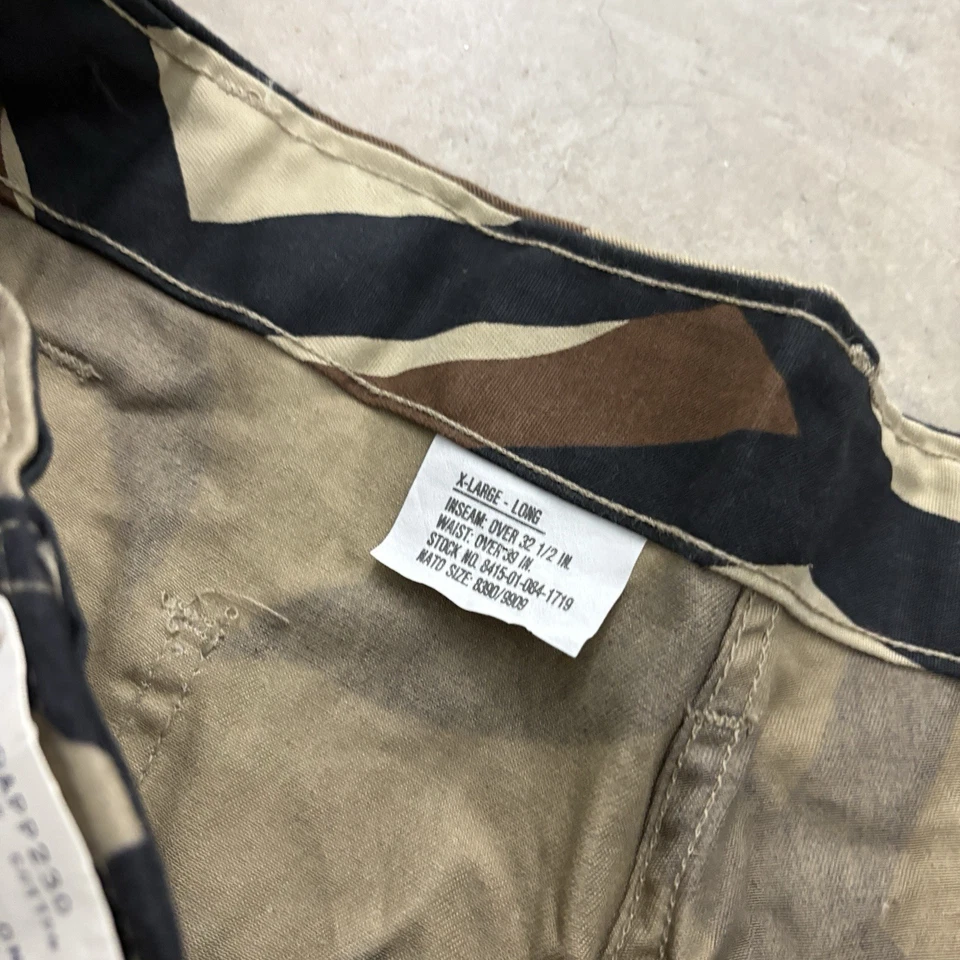 X-LARGE - LONG
INSEAM: OVER 32 1/2 IN.
WAIST: OVER 39 IN.
STOCK NO. 8415-01-084-1719
NATO SIZE: 8390/9909
APP230